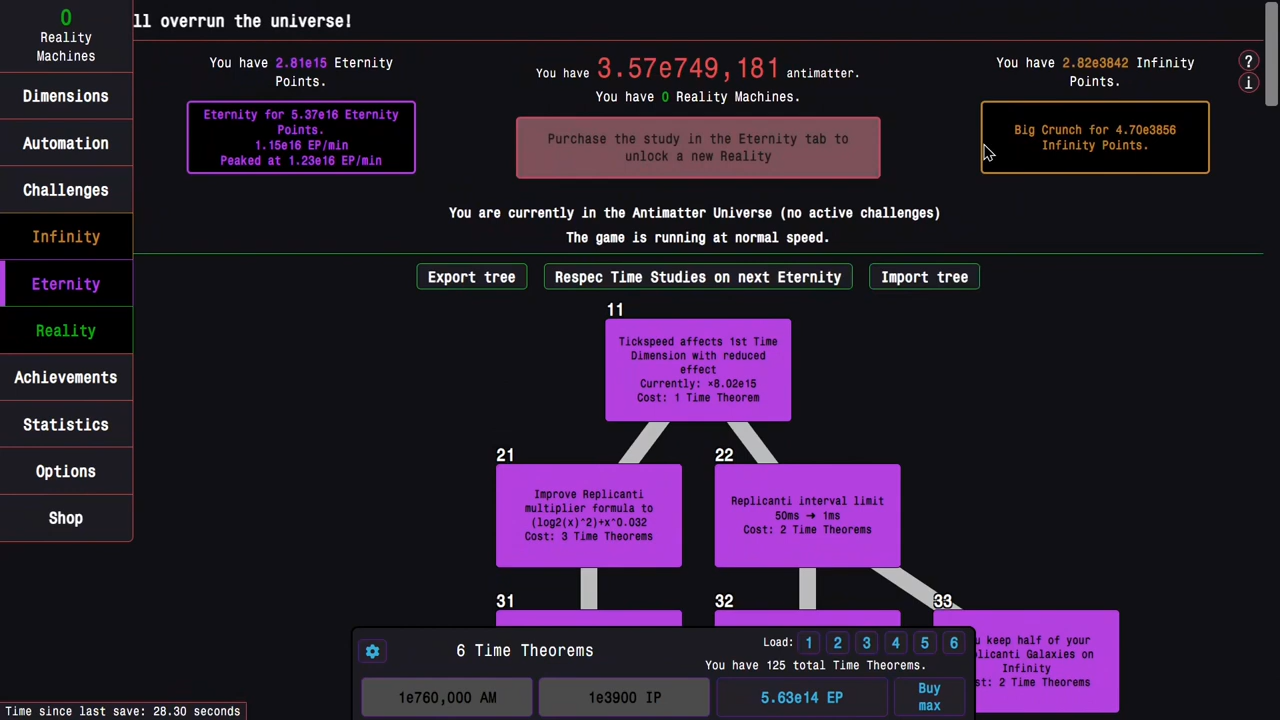 0
Reality
Machines
ll overrun the universe!
Dimensions
Automation
Challenges
Infinity
Eternity
Reality
Achievements
Statistics
Options
Shop
You have 2.81e15 Eternity
Points.
Eternity for 5.37e16 Eternity
Points.
1.15e16 EP/min
Peaked at 1.23e16 EP/min
You have 3.57e749,181 antimatter.
You have 0 Reality Machines.
Purchase the study in the Eternity tab to
unlock a new Reality
You have 2.82e3842 Infinity
Points.
Big Crunch for 4.70e3856
Infinity Points.
?
i
You are currently in the Antimatter Universe (no active challenges)
The game is running at normal speed.
Export tree
Respec Time Studies on next Eternity
Import tree
11
Tickspeed affects 1st Time
Dimension with reduced
effect
Currently: ×8.02e15
Cost: 1 Time Theorem
21
Improve Replicanti
multiplier formula to
(log2(x)^2)+x^0.032
Cost: 3 Time Theorems
22
Replicanti interval limit
50ms → 1ms
Cost: 2 Time Theorems
31
32
33
u keep half of your
plicanti Galaxies on
Infinity
st: 2 Time Theorems
6 Time Theorems
Load: 1 2 3 4 5 6
You have 125 total Time Theorems.
1e760,000 AM
1e3900 IP
5.63e14 EP
Buy
max
Time since last save: 28.30 seconds